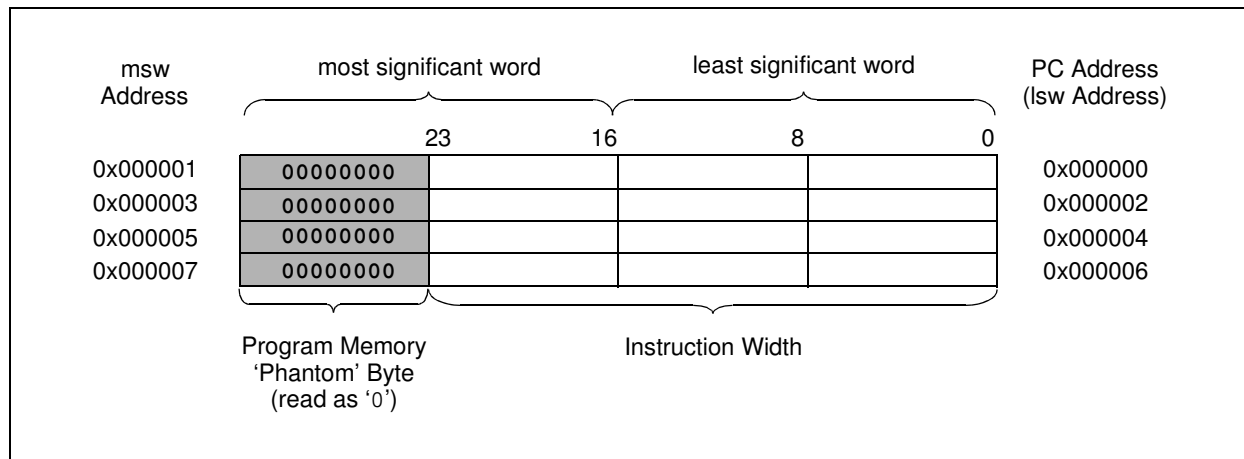 msw
Address
most significant word
least significant word
PC Address
(lsw Address)
23 16 8 0
0x000001 00000000 0x000000
0x000003 00000000 0x000002
0x000005 00000000 0x000004
0x000007 00000000 0x000006
Program Memory
‘Phantom’ Byte
(read as ‘0’)
Instruction Width